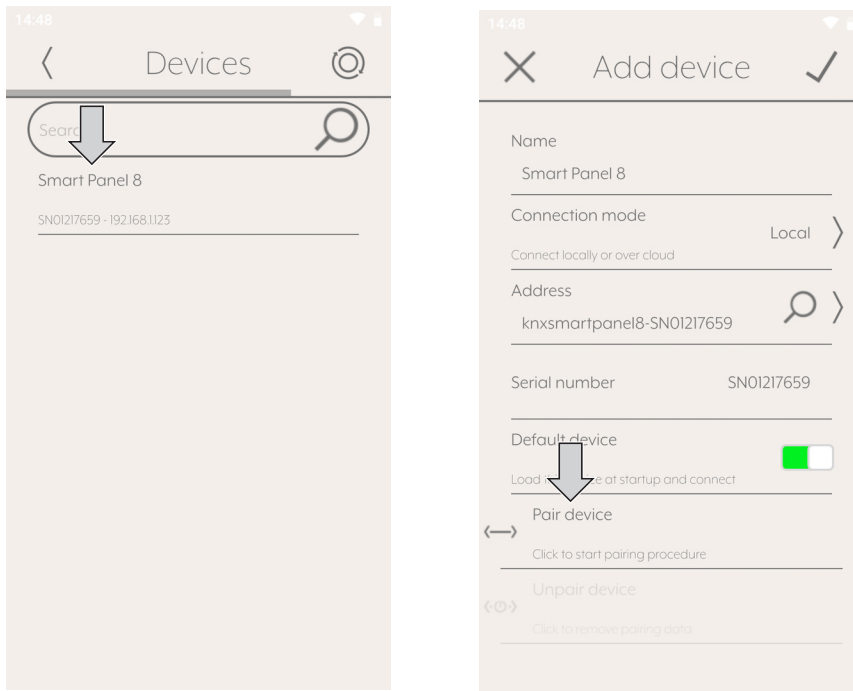 14:48
Devices
Smart Panel 8
SN01217659 - 192.168.1.123
14:48
Add device
Name
Smart Panel 8
Connection mode
Local
Connect locally or over cloud
Address
knxsmartpanel8-SN01217659
Serial number SN01217659
Default device
Load at startup and connect
Pair device
Click to start pairing procedure
Unpair device
Click to remove pairing data